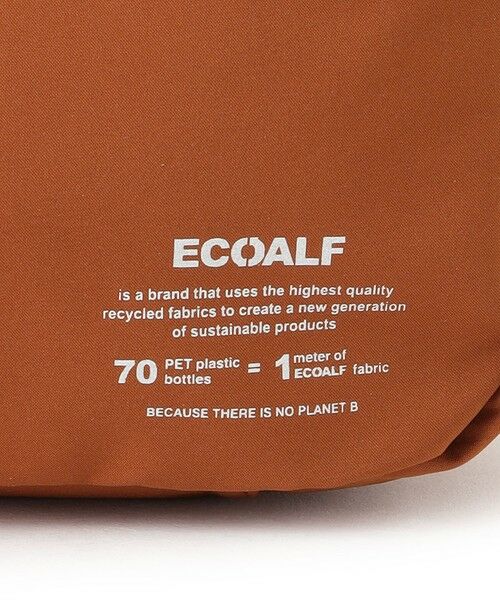 ECOALF
is a brand that uses the highest quality
recycled fabrics to create a new generation
of sustainable products
70 PET plastic bottles = 1 meter of ECOALF fabric
BECAUSE THERE IS NO PLANET B